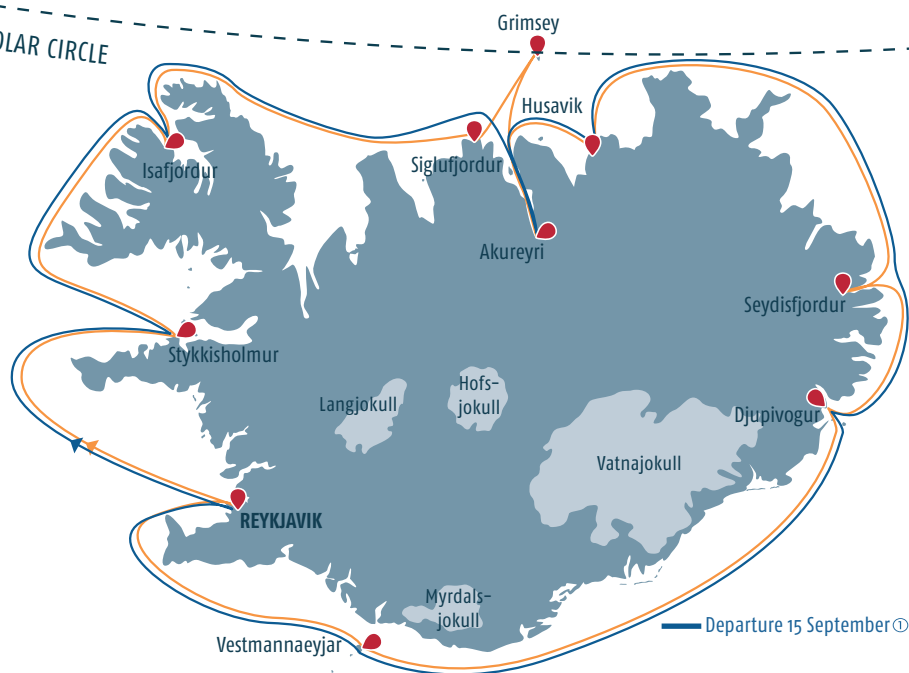 Grimsey
OLAR CIRCLE
Husavik
Siglufjordur
Isafjordur
Akureyri
Seydisfjordur
Stykkisholmur
Hofs-
jokull
Langjokull
Djupivogur
Vatnajokull
REYKJAVIK
Myrdals-
jokull
Vestmannaeyjar
Departure 15 September ①